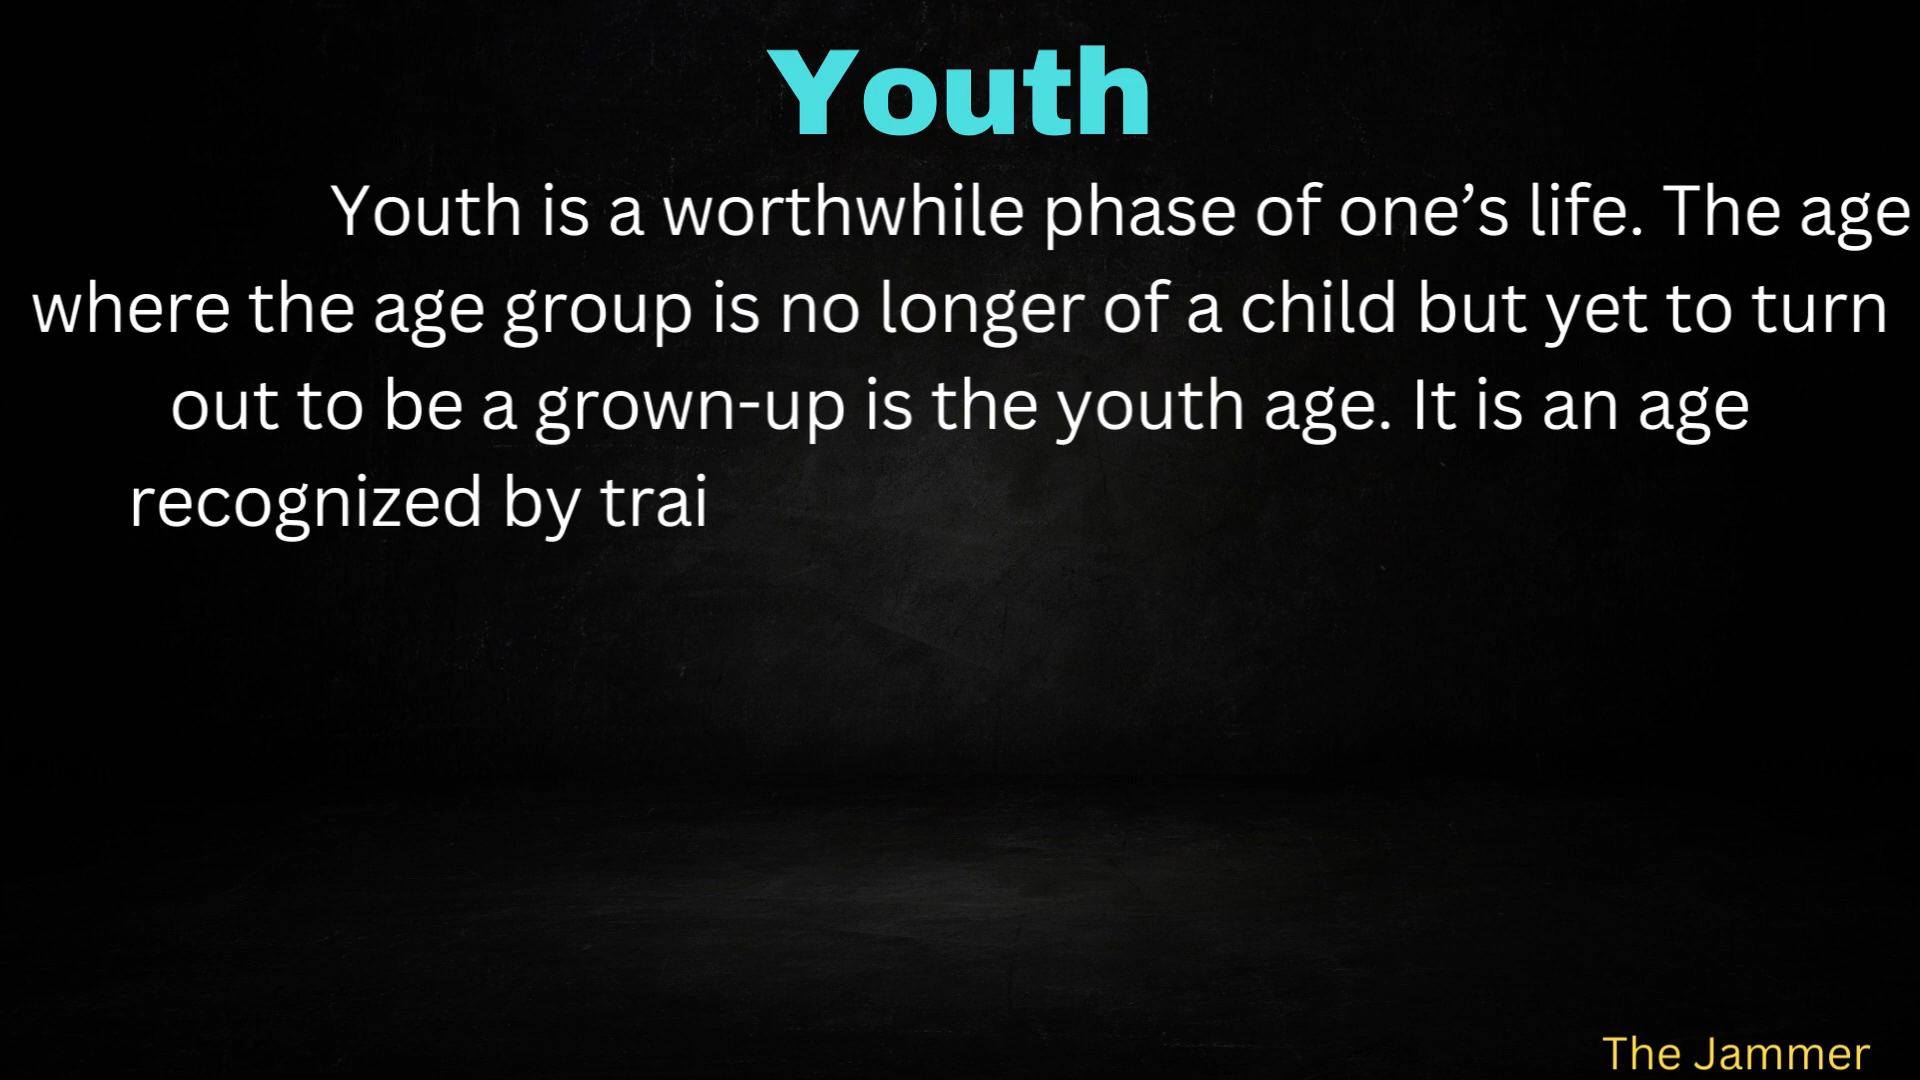 Youth
Youth is a worthwhile phase of one’s life. The age
where the age group is no longer of a child but yet to turn
out to be a grown-up is the youth age. It is an age
recognized by trai
The Jammer